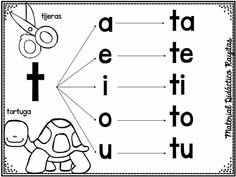 tijeras
t
tortuga
a ta
e te
i ti
o to
u tu
Material Didáctico Rayitas